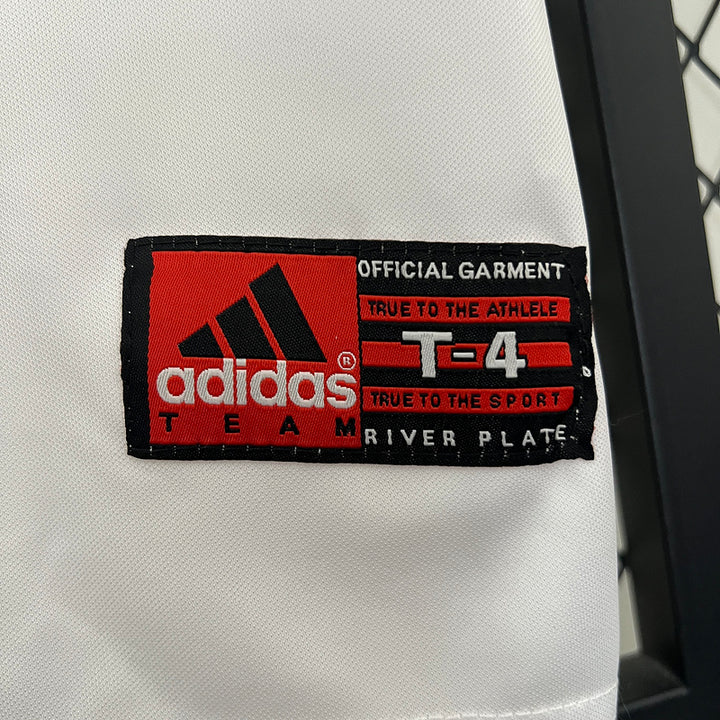 adidas®
TEAM
OFFICIAL GARMENT
TRUE TO THE ATHLELE
T-4
TRUE TO THE SPORT
RIVER PLATE